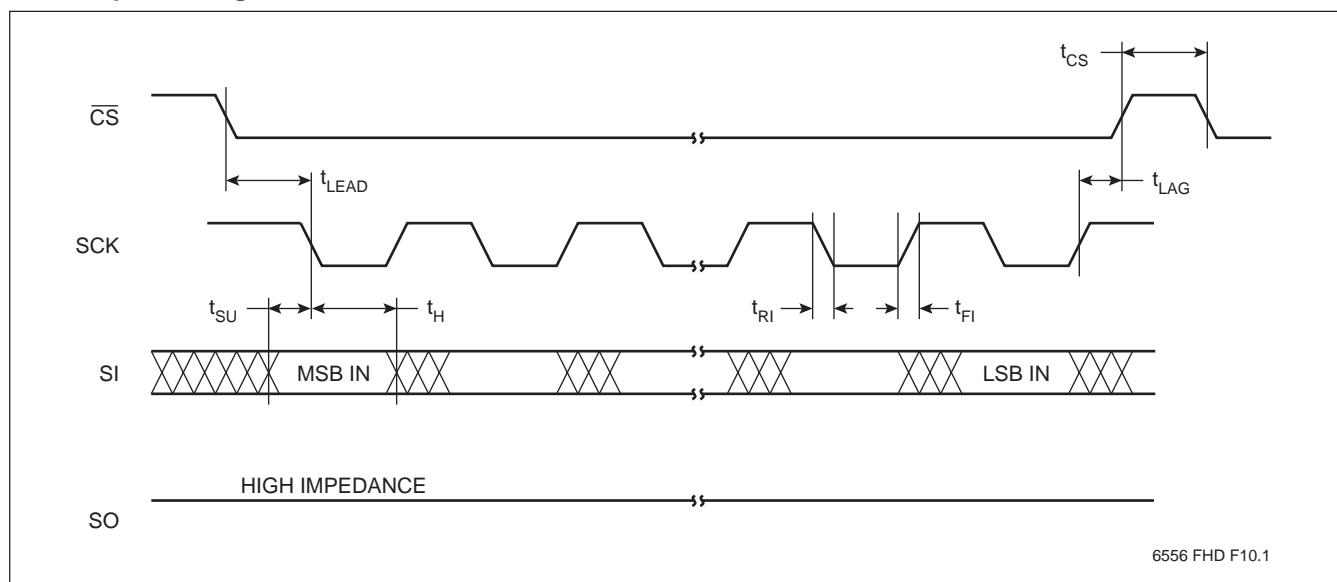 tCS
CS
tLEAD
tLAG
SCK
tSU
tH
tRI
tFI
SI
MSB IN
LSB IN
HIGH IMPEDANCE
SO
6556 FHD F10.1